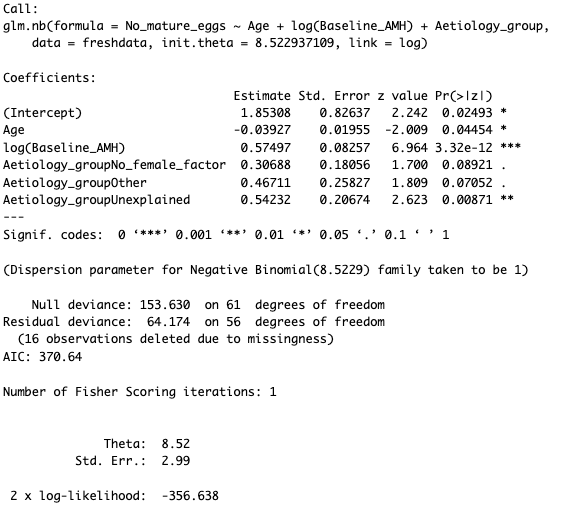 Call:
glm.nb(formula = No_mature_eggs ~ Age + log(Baseline_AMH) + Aetiology_group,
    data = freshdata, init.theta = 8.522937109, link = log)

Coefficients:
                              Estimate Std. Error z value Pr(>|z|)
(Intercept)                    1.85308    0.82637   2.242  0.02493 *
Age                           -0.03927    0.01955  -2.009  0.04454 *
log(Baseline_AMH)              0.57497    0.08257   6.964 3.32e-12 ***
Aetiology_groupNo_female_factor  0.30688    0.18056   1.700  0.08921 .
Aetiology_groupOther           0.46711    0.25827   1.809  0.07052 .
Aetiology_groupUnexplained     0.54232    0.20674   2.623  0.00871 **
---
Signif. codes:  0 ‘***’ 0.001 ‘**’ 0.01 ‘*’ 0.05 ‘.’ 0.1 ‘ ’ 1

(Dispersion parameter for Negative Binomial(8.5229) family taken to be 1)

    Null deviance: 153.630  on 61  degrees of freedom
Residual deviance:  64.174  on 56  degrees of freedom
  (16 observations deleted due to missingness)
AIC: 370.64

Number of Fisher Scoring iterations: 1

              Theta:  8.52
          Std. Err.:  2.99

 2 x log-likelihood:  -356.638